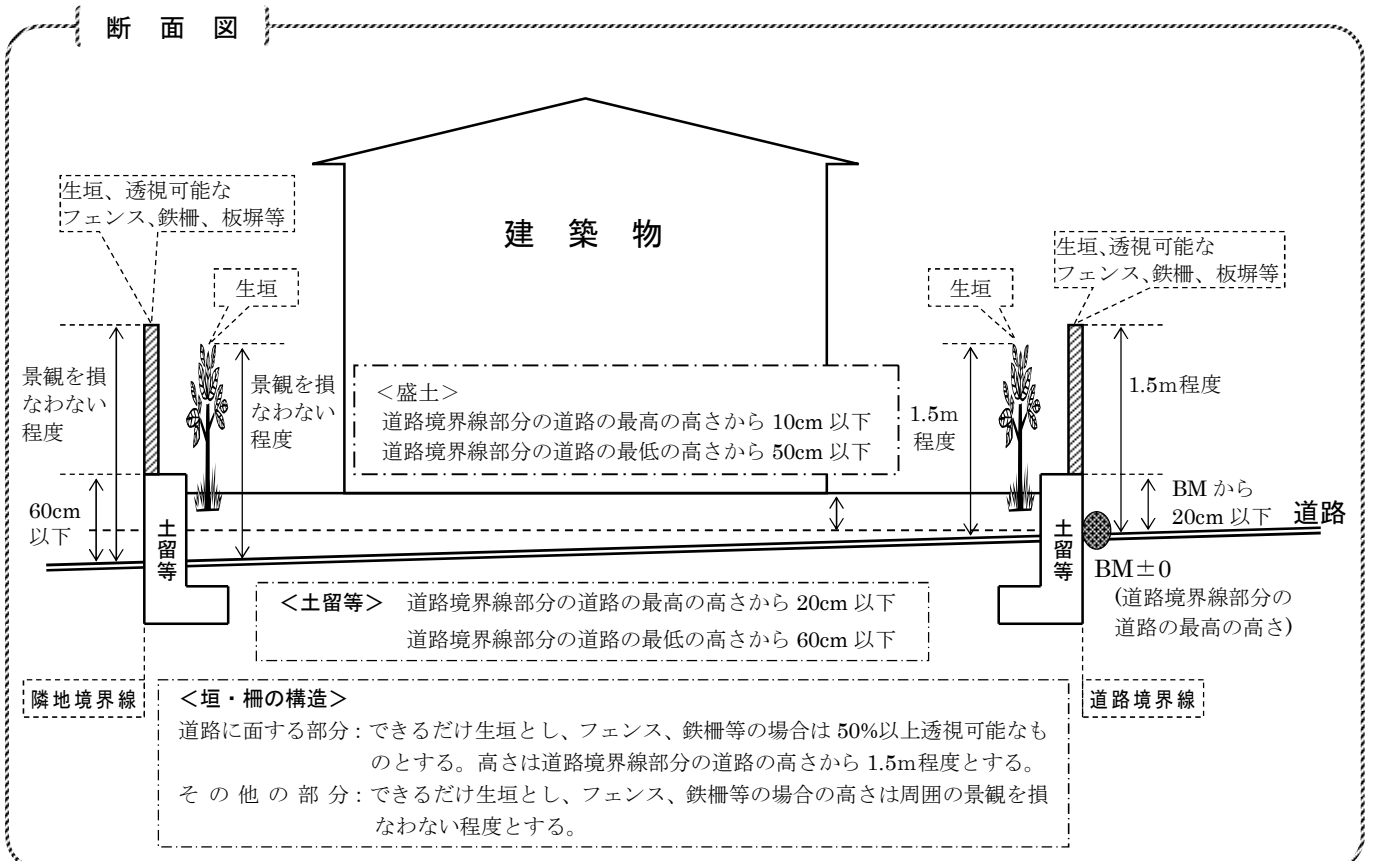 断 面 図
生垣、透視可能な
フェンス、鉄柵、板塀等
生垣
建 築 物
生垣
生垣、透視可能な
フェンス、鉄柵、板塀等
景観を損
なわない
程度
景観を損
なわない
程度
＜盛土＞
道路境界線部分の道路の最高の高さから 10cm 以下
道路境界線部分の道路の最低の高さから 50cm 以下
1.5m
程度
1.5m程度
60cm
以下
土留等
土留等
BM から
20cm 以下
道路
BM±0
(道路境界線部分の
道路の最高の高さ)
＜土留等＞ 道路境界線部分の道路の最高の高さから 20cm 以下
道路境界線部分の道路の最低の高さから 60cm 以下
隣地境界線
道路境界線
＜垣・柵の構造＞
道路に面する部分：できるだけ生垣とし、フェンス、鉄柵等の場合は 50%以上透視可能なも
のとする。高さは道路境界線部分の道路の高さから 1.5m程度とする。
そ の 他 の 部 分：できるだけ生垣とし、フェンス、鉄柵等の場合の高さは周囲の景観を損
なわない程度とする。